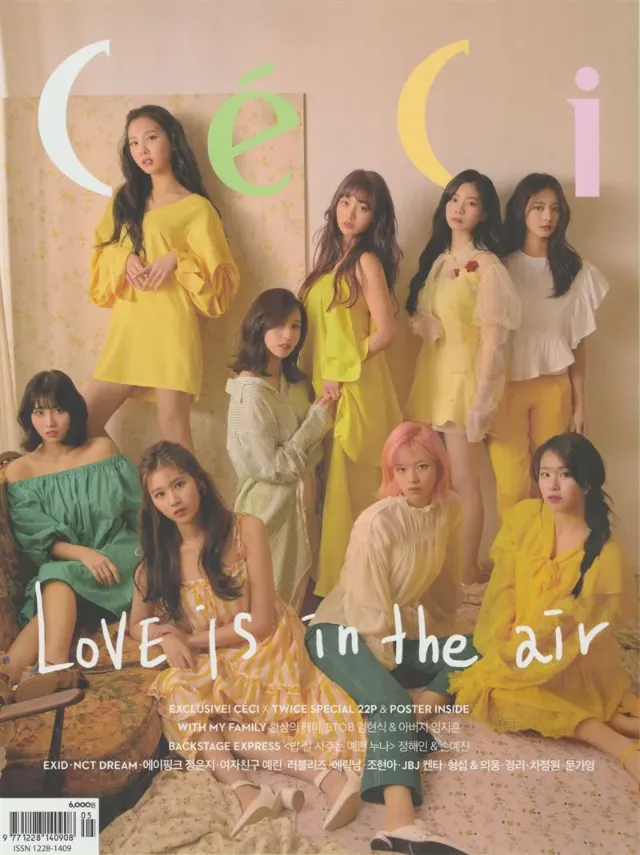 CéCi
LOVE is in the air
EXCLUSIVE! CÉCI X TWICE SPECIAL 22P & POSTER INSIDE
WITH MY FAMILY 환상의 케미, BTOB 임현식 & 아버지 임지훈
BACKSTAGE EXPRESS <밥 잘 사주는 예쁜 누나> 정해인 & 손예진
EXID · NCT DREAM · 에이핑크 정은지 · 여자친구 예린 · 러블리즈 · 에릭남 · 조현아 · JBJ 켄타 · 형섭 & 의웅 · 경리 · 차정원 · 문가영
6,000원
05
9 771228 140908
ISSN 1228-1409